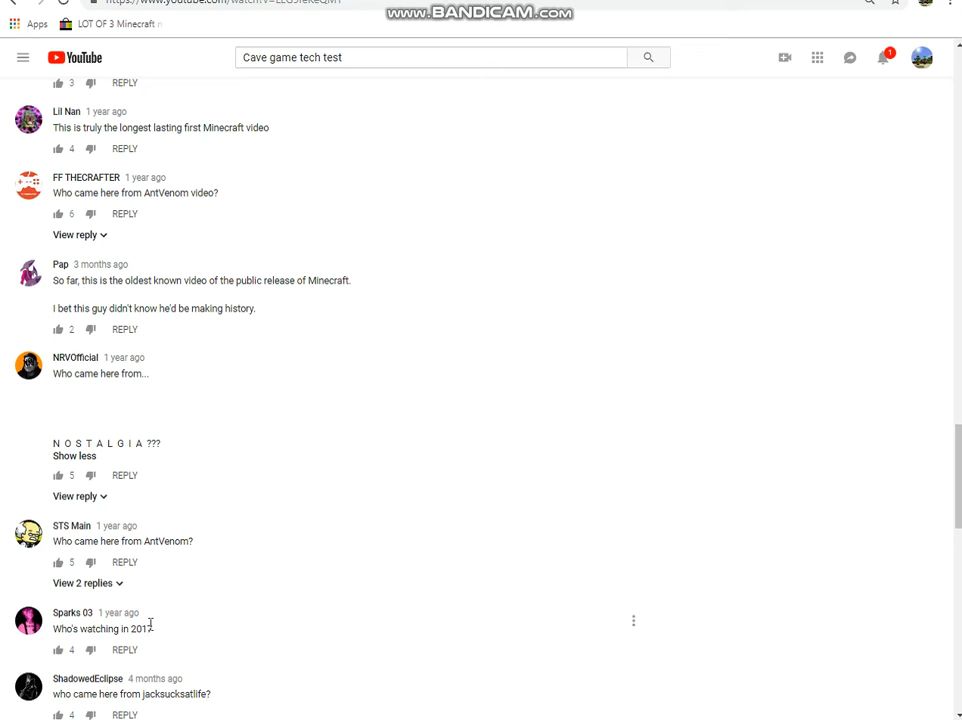 www.BANDICAM.com
Apps LOT OF 3 Minecraft
YouTube
Cave game tech test
1
3 REPLY
Lil Nan 1 year ago
This is truly the longest lasting first Minecraft video
4 REPLY
FF THECRAFTER 1 year ago
Who came here from AntVenom video?
6 REPLY
View reply
Pap 3 months ago
So far, this is the oldest known video of the public release of Minecraft.
I bet this guy didn't know he'd be making history.
2 REPLY
NRVOfficial 1 year ago
Who came here from...
N O S T A L G I A ???
Show less
5 REPLY
View reply
STS Main 1 year ago
Who came here from AntVenom?
5 REPLY
View 2 replies
Sparks 03 1 year ago
Who's watching in 2017
4 REPLY
ShadowedEclipse 4 months ago
who came here from jacksucksatlife?
4 REPLY